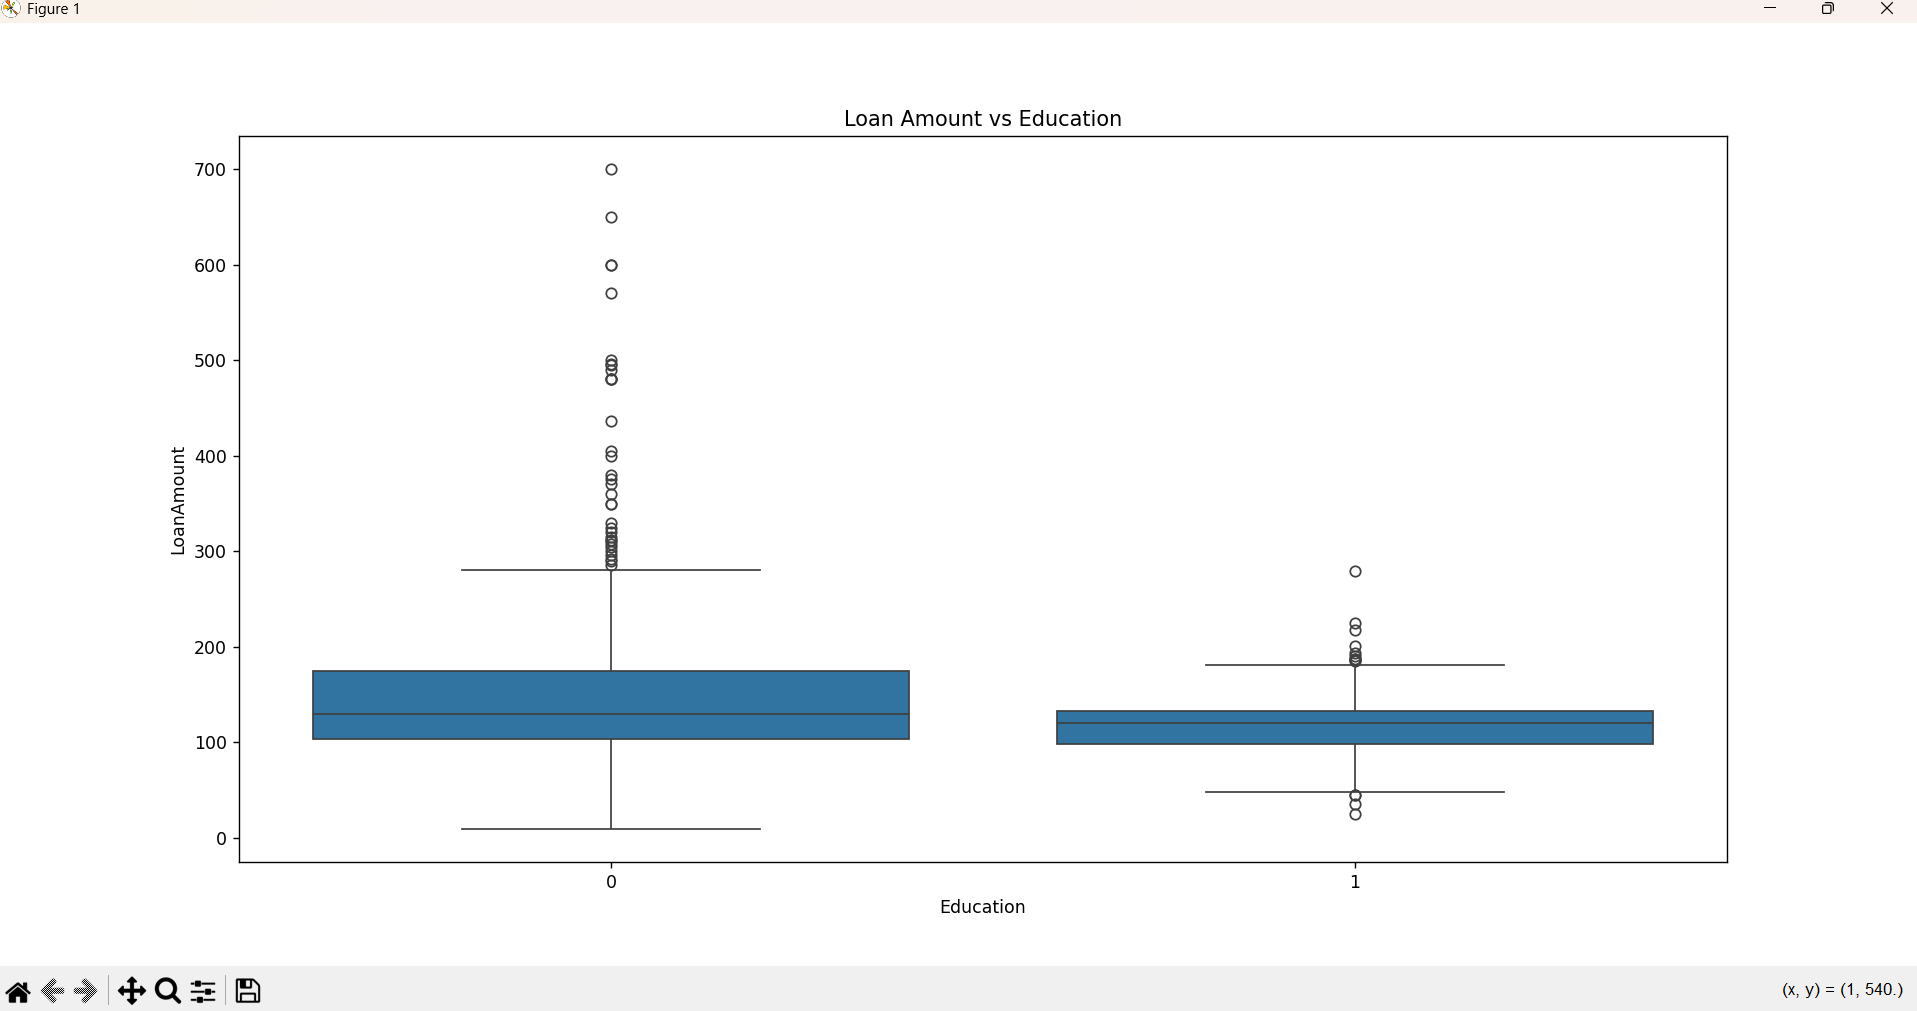 Figure 1
Loan Amount vs Education
700
600
500
400
300
200
100
0
LoanAmount
0 1
Education
(x, y) = (1, 540.)